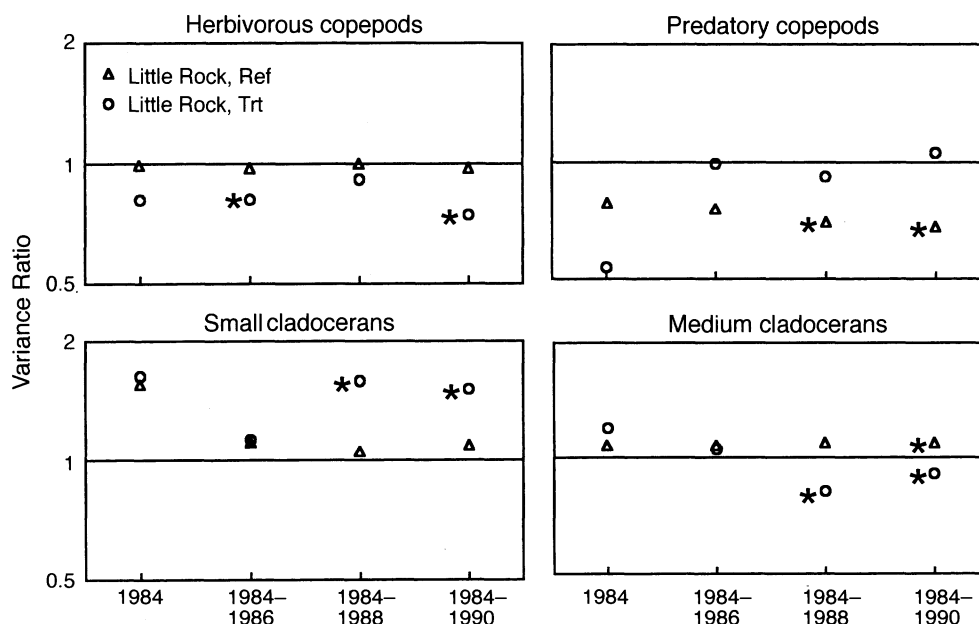 Herbivorous copepods
Predatory copepods
2
Little Rock, Ref
Little Rock, Trt
1
0.5
Variance Ratio
Small cladocerans
Medium cladocerans
2
1
0.5
1984
1984–
1986
1984–
1988
1984–
1990
1984
1984–
1986
1984–
1988
1984–
1990